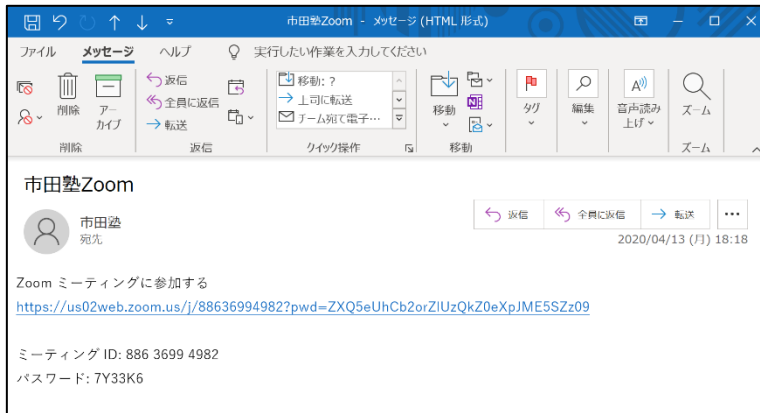 市田塾Zoom - メッセージ (HTML 形式)
ファイル メッセージ ヘルプ 実行したい作業を入力してください
削除
アーカイブ
削除
返信
全員に返信
転送
返信
移動: ?
上司に転送
チーム宛て電子…
クイック操作
移動
移動
タグ
編集
音声読み上げ
ズーム
ズーム
市田塾Zoom
市田塾
宛先
返信 全員に返信 転送 …
2020/04/13 (月) 18:18
Zoom ミーティングに参加する
https://us02web.zoom.us/j/88636994982?pwd=ZXQ5eUhCb2orZlUzQkZ0eXpJME5SZz09
ミーティング ID: 886 3699 4982
パスワード: 7Y33K6